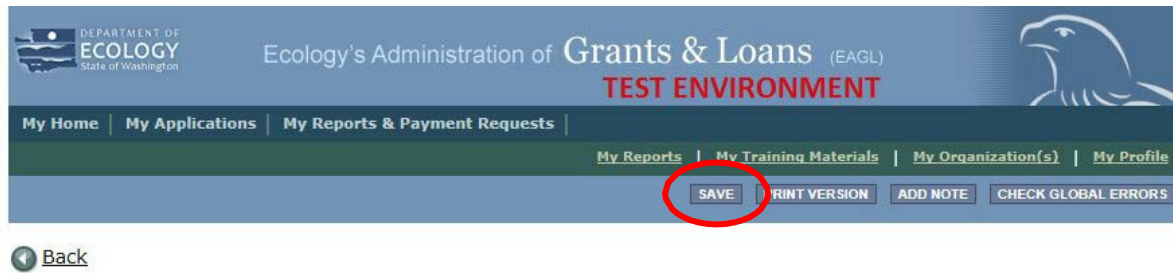 DEPARTMENT OF
ECOLOGY
State of Washington
Ecology's Administration of Grants & Loans (EAGL)
TEST ENVIRONMENT
My Home | My Applications | My Reports & Payment Requests |
My Reports | My Training Materials | My Organization(s) | My Profile
SAVE PRINT VERSION ADD NOTE CHECK GLOBAL ERRORS
Back